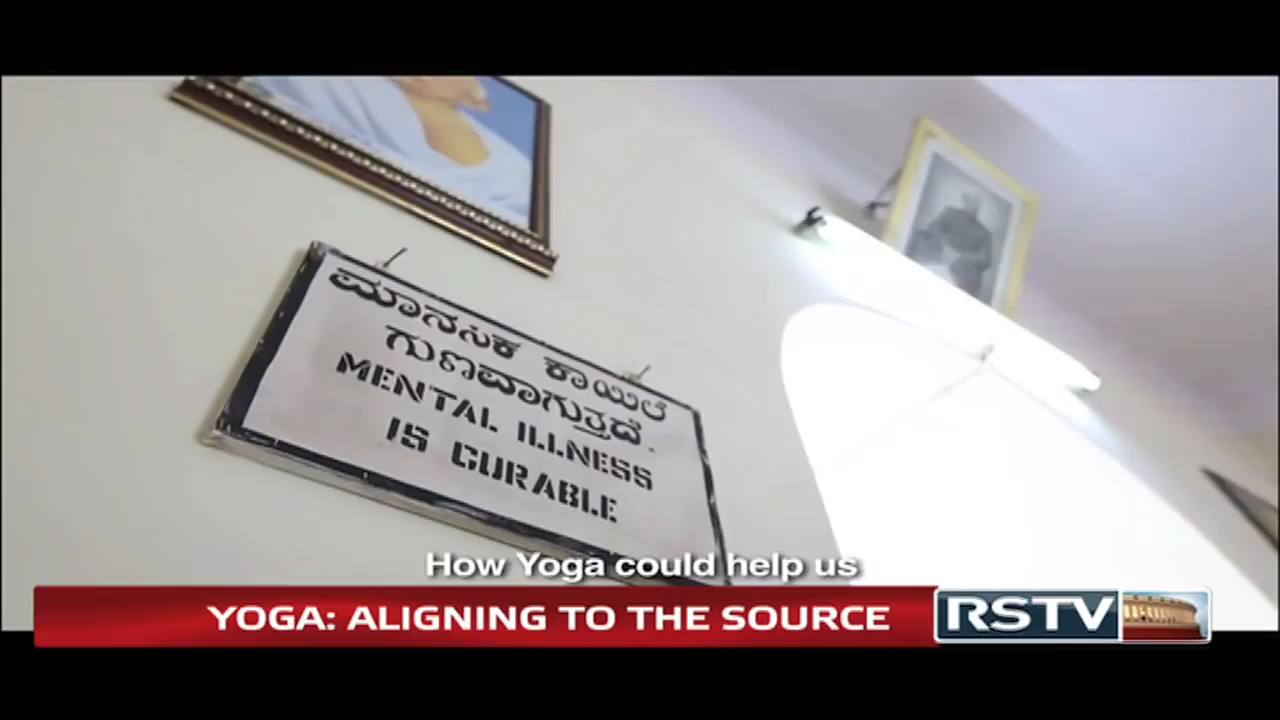 ಮಾನಸಿಕ ಕಾಯಿಲೆ
ಗುಣವಾಗುತ್ತದೆ.
MENTAL ILLNESS
IS CURABLE
How Yoga could help us
YOGA: ALIGNING TO THE SOURCE
RSTV